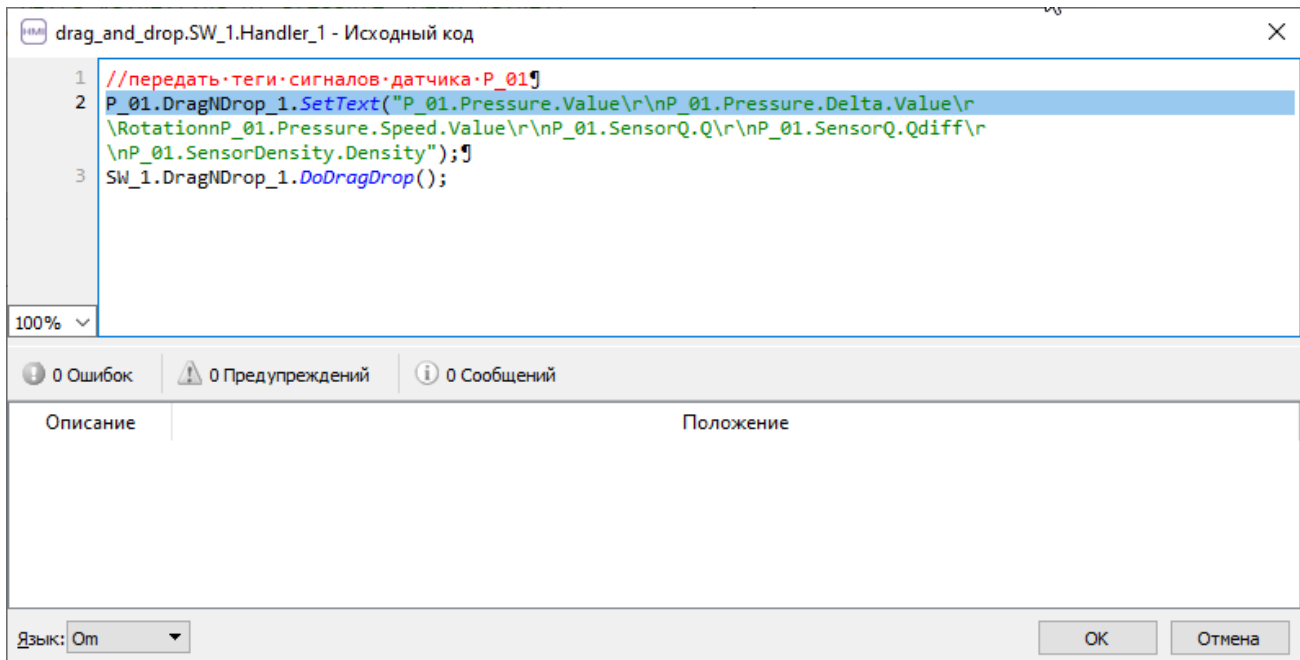 HMI drag_and_drop.SW_1.Handler_1 - Исходный код
1 //передать·теги·сигналов·датчика·P_01¶
2 P_01.DragNDrop_1.SetText("P_01.Pressure.Value\r\nP_01.Pressure.Delta.Value\r
\RotationnP_01.Pressure.Speed.Value\r\nP_01.SensorQ.Q\r\nP_01.SensorQ.Qdiff\r
\nP_01.SensorDensity.Density");¶
3 SW_1.DragNDrop_1.DoDragDrop();
100%
0 Ошибок 0 Предупреждений 0 Сообщений
Описание Положение
Язык: Om OK Отмена